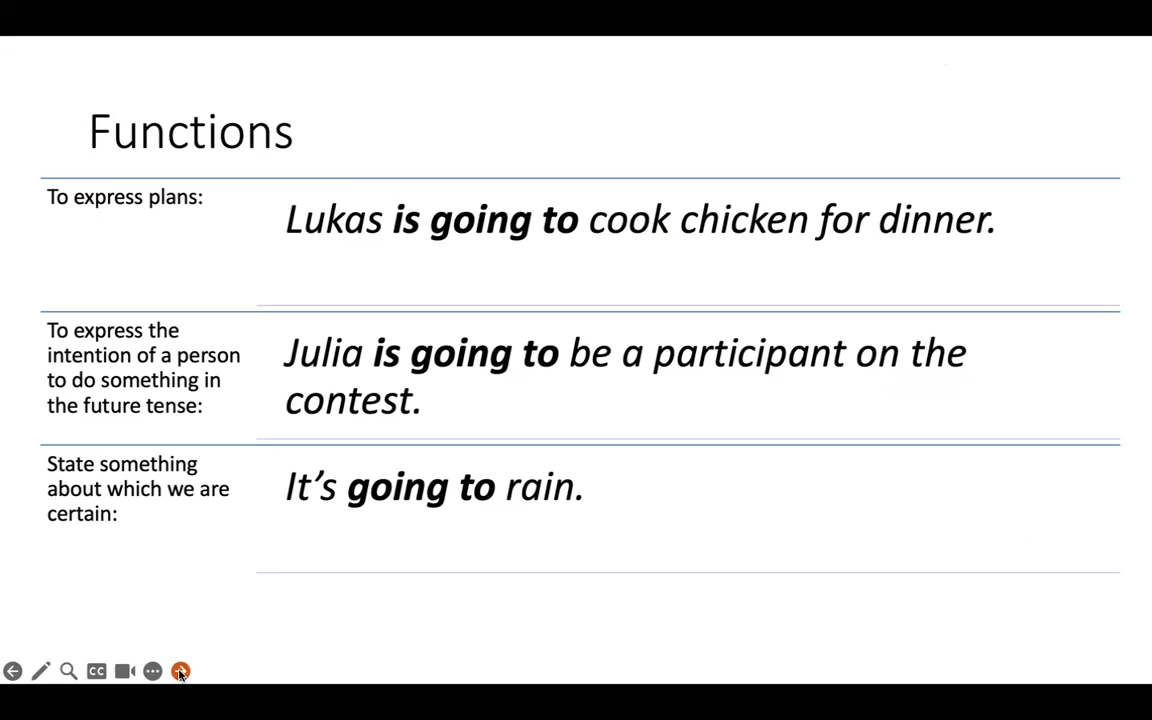 Functions
To express plans:
Lukas is going to cook chicken for dinner.
To express the
intention of a person
to do something in
the future tense:
Julia is going to be a participant on the
contest.
State something
about which we are
certain:
It’s going to rain.
CC